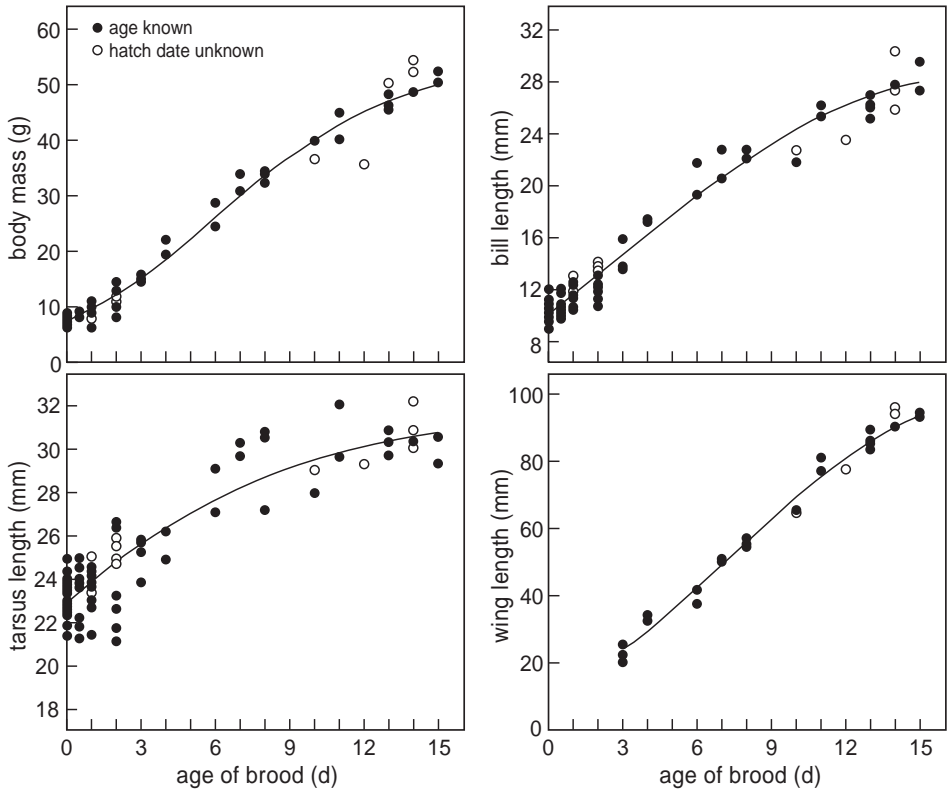 60
50
40
30
20
10
0
body mass (g)
age known
hatch date unknown
32
28
24
20
16
12
8
bill length (mm)
32
30
28
26
24
22
20
18
tarsus length (mm)
0 3 6 9 12 15
age of brood (d)
100
80
60
40
20
0
wing length (mm)
0 3 6 9 12 15
age of brood (d)